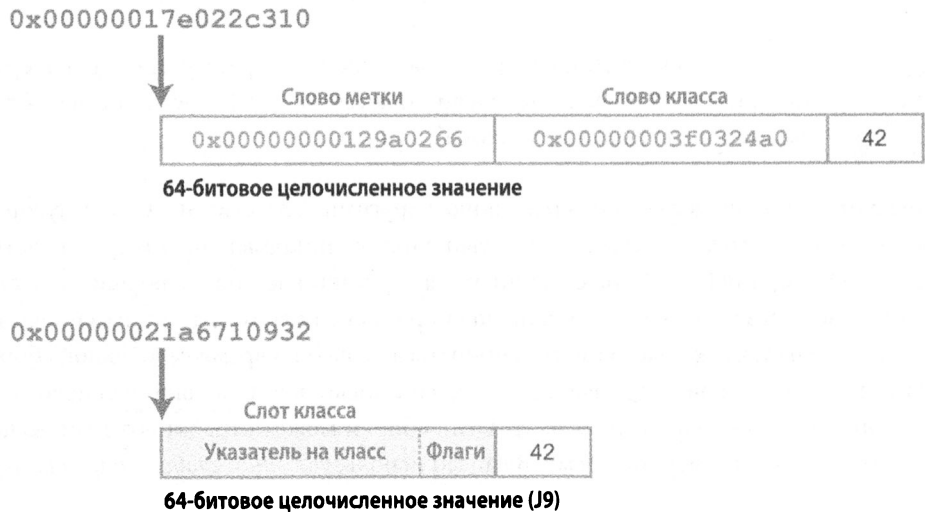 0x00000017e022c310
Слово метки Слово класса
0x00000000129a0266 0x00000003f0324a0 42
64-битовое целочисленное значение
0x00000021a6710932
Слот класса
Указатель на класс Флаги 42
64-битовое целочисленное значение (J9)